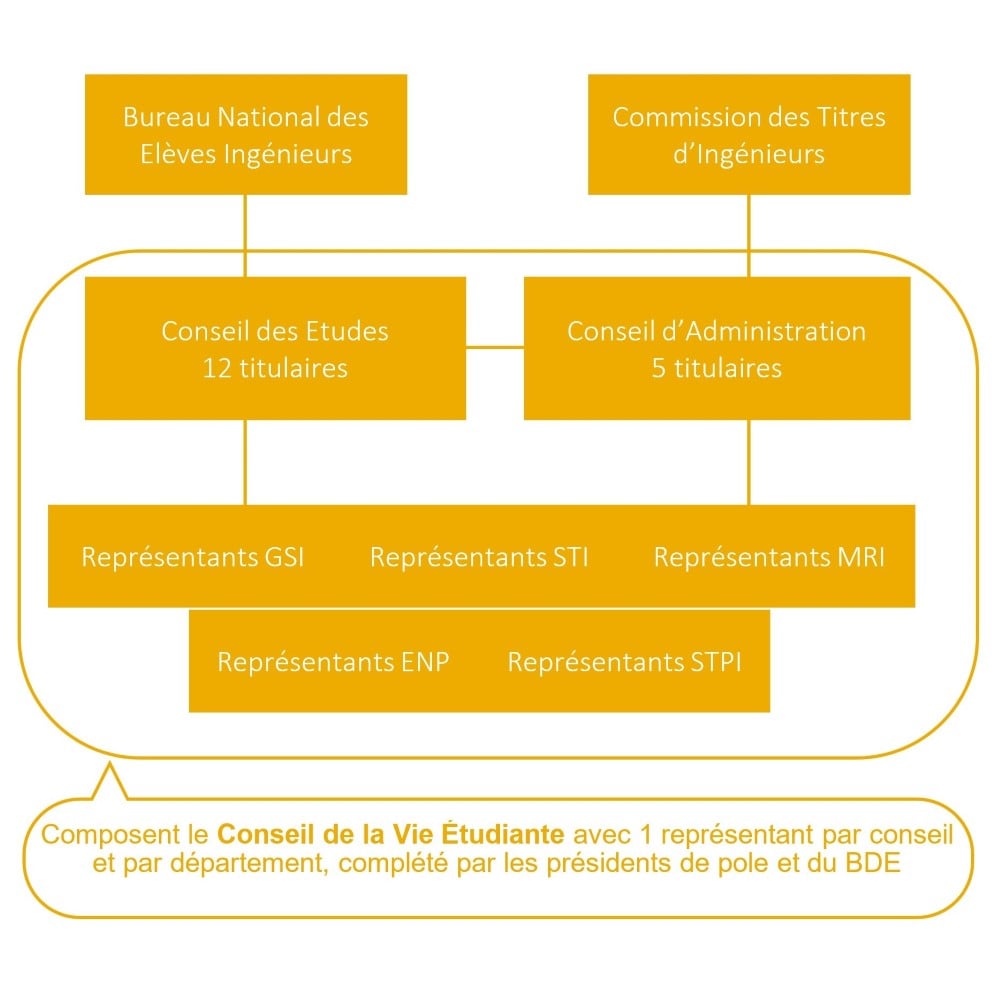 Bureau National des
Elèves Ingénieurs
Commission des Titres
d’Ingénieurs
Conseil des Etudes
12 titulaires
Conseil d’Administration
5 titulaires
Représentants GSI
Représentants STI
Représentants MRI
Représentants ENP
Représentants STPI
Composent le Conseil de la Vie Étudiante avec 1 représentant par conseil
et par département, complété par les présidents de pole et du BDE